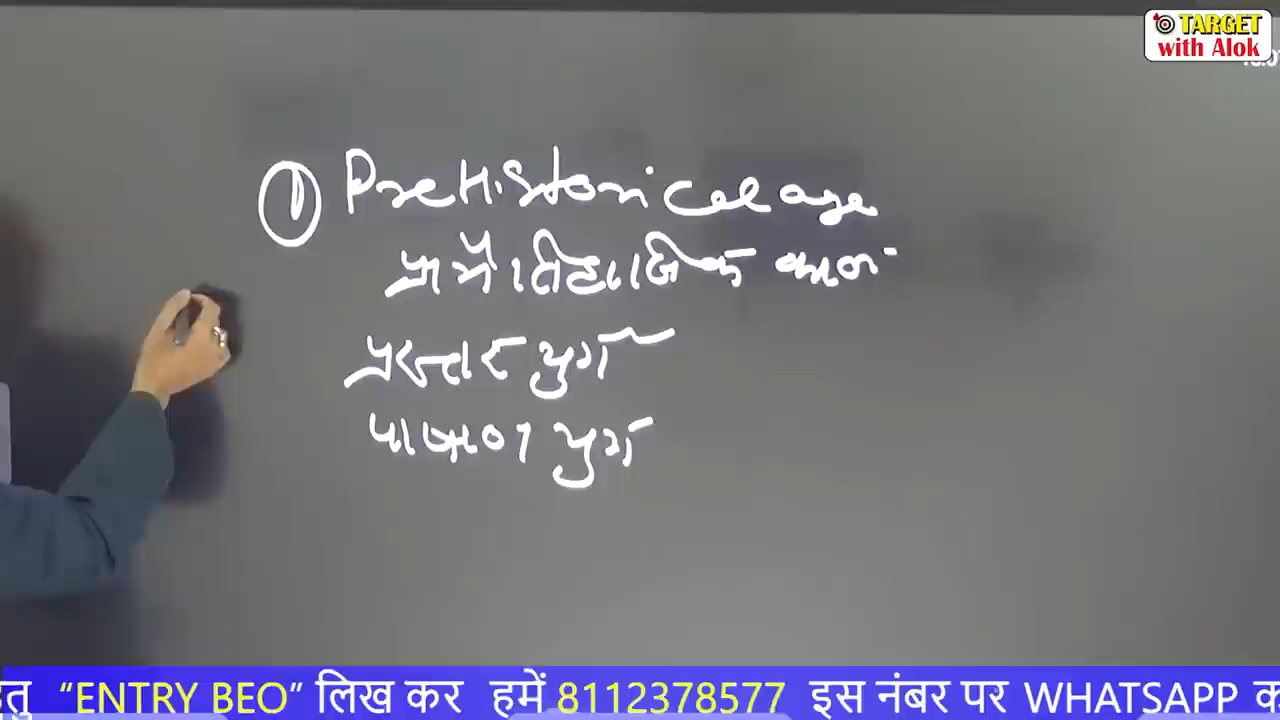 TARGET
with Alok
① PreHistorical age
प्रागैतिहासिक काल
प्रस्तर युग
पाषाण युग
हेतु “ENTRY BEO” लिख कर हमें 8112378577 इस नंबर पर WHATSAPP क